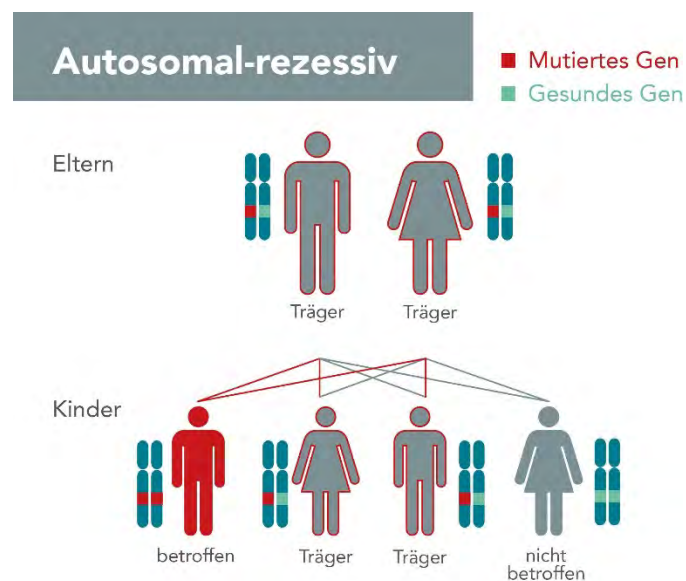 Autosomal-rezessiv
Mutiertes Gen
Gesundes Gen
Eltern
Träger
Träger
Kinder
betroffen
Träger
Träger
nicht
betroffen